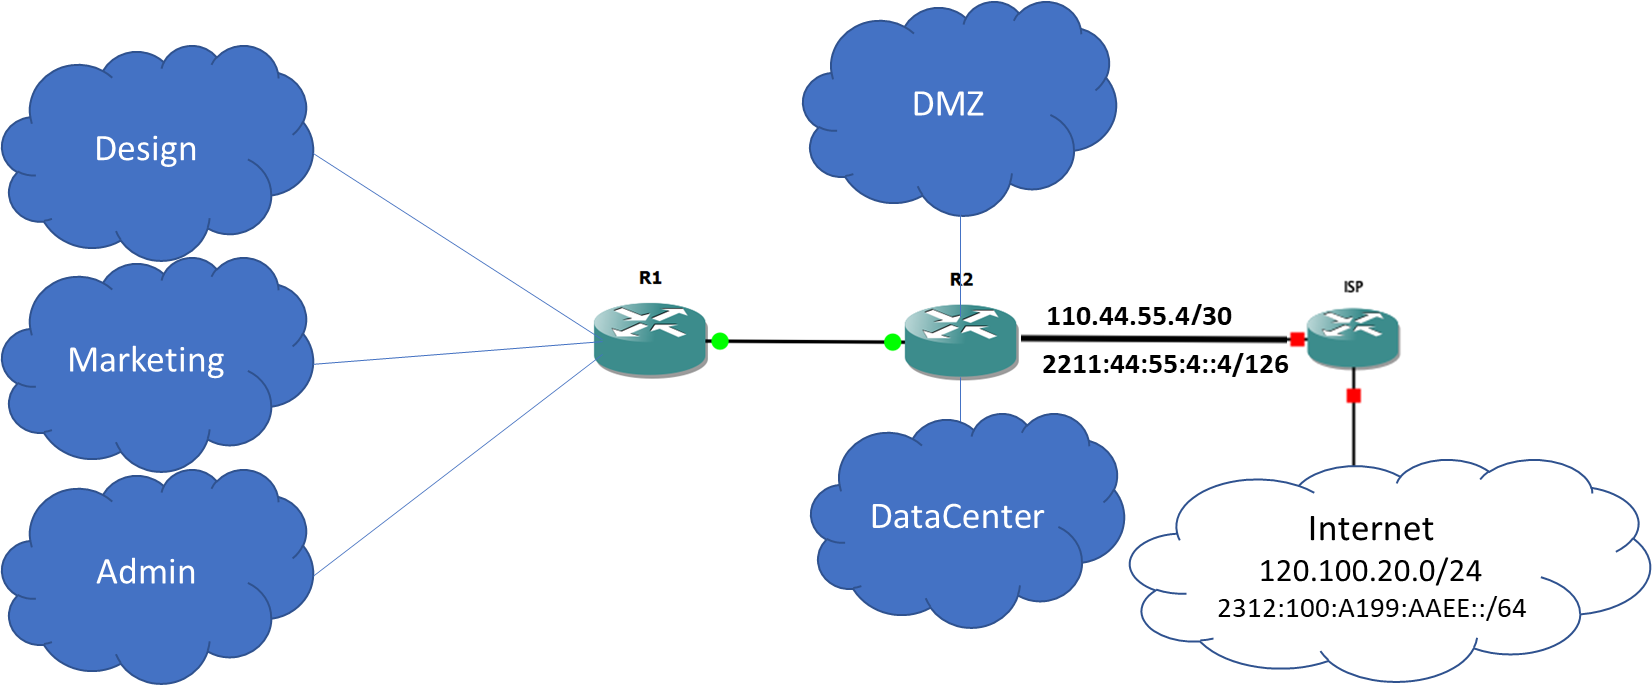 DMZ
Design
R1
R2
ISP
110.44.55.4/30
Marketing
2211:44:55:4::4/126
DataCenter
Internet
Admin
120.100.20.0/24
2312:100:A199:AAEE::/64